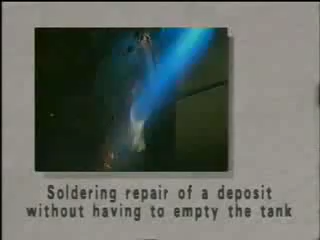 Soldering repair of a deposit
without having to empty the tank